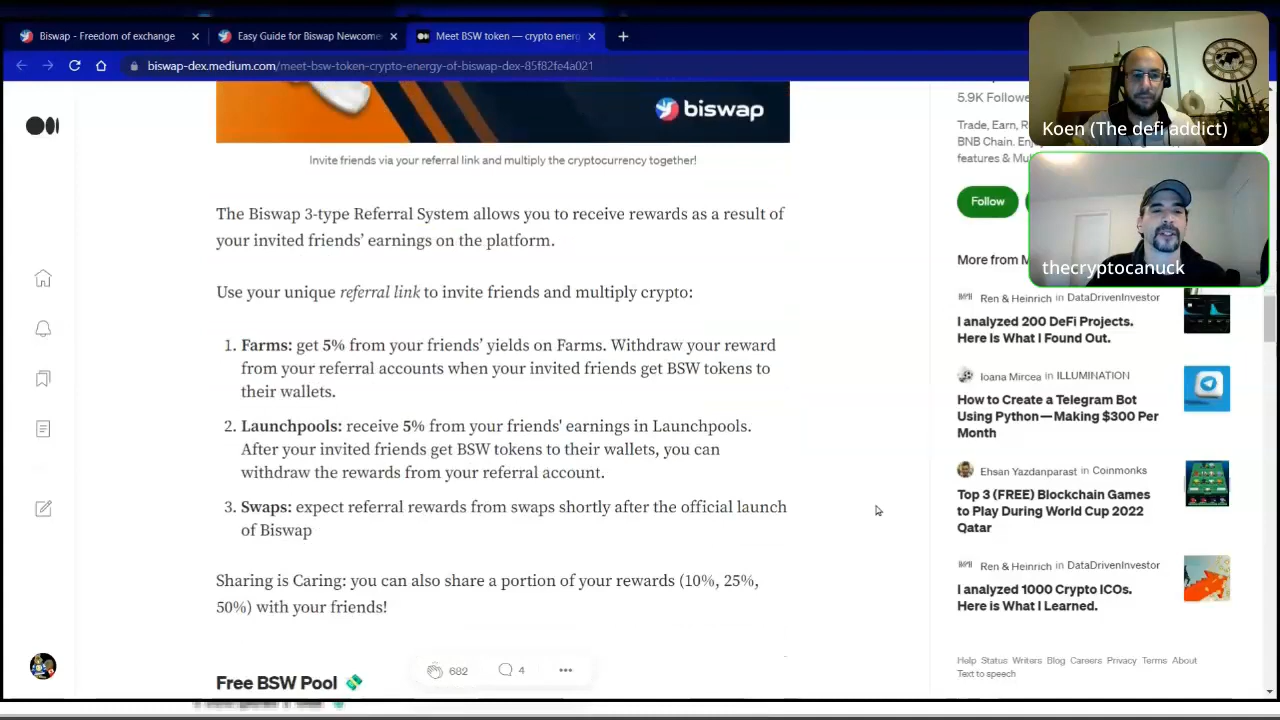 Biswap - Freedom of exchange
Easy Guide for Biswap Newcome
Meet BSW token — crypto energ
biswap-dex.medium.com/meet-bsw-token-crypto-energy-of-biswap-dex-85f82fe4a021
biswap
Invite friends via your referral link and multiply the cryptocurrency together!
The Biswap 3-type Referral System allows you to receive rewards as a result of
your invited friends’ earnings on the platform.
Use your unique referral link to invite friends and multiply crypto:
1. Farms: get 5% from your friends’ yields on Farms. Withdraw your reward
from your referral accounts when your invited friends get BSW tokens to
their wallets.
2. Launchpools: receive 5% from your friends' earnings in Launchpools.
After your invited friends get BSW tokens to their wallets, you can
withdraw the rewards from your referral account.
3. Swaps: expect referral rewards from swaps shortly after the official launch
of Biswap
Sharing is Caring: you can also share a portion of your rewards (10%, 25%,
50%) with your friends!
682
4
Free BSW Pool
Koen (The defi addict)
thecryptocanuck
5.9K Followe
Trade, Earn, R
BNB Chain. Enj
features & Mul
Follow
More from M
Ren & Heinrich in DataDrivenInvestor
I analyzed 200 DeFi Projects.
Here Is What I Found Out.
Ioana Mircea in ILLUMINATION
How to Create a Telegram Bot
Using Python—Making $300 Per
Month
Ehsan Yazdanparast in Coinmonks
Top 3 (FREE) Blockchain Games
to Play During World Cup 2022
Qatar
Ren & Heinrich in DataDrivenInvestor
I analyzed 1000 Crypto ICOs.
Here is What I Learned.
Help Status Writers Blog Careers Privacy Terms About
Text to speech